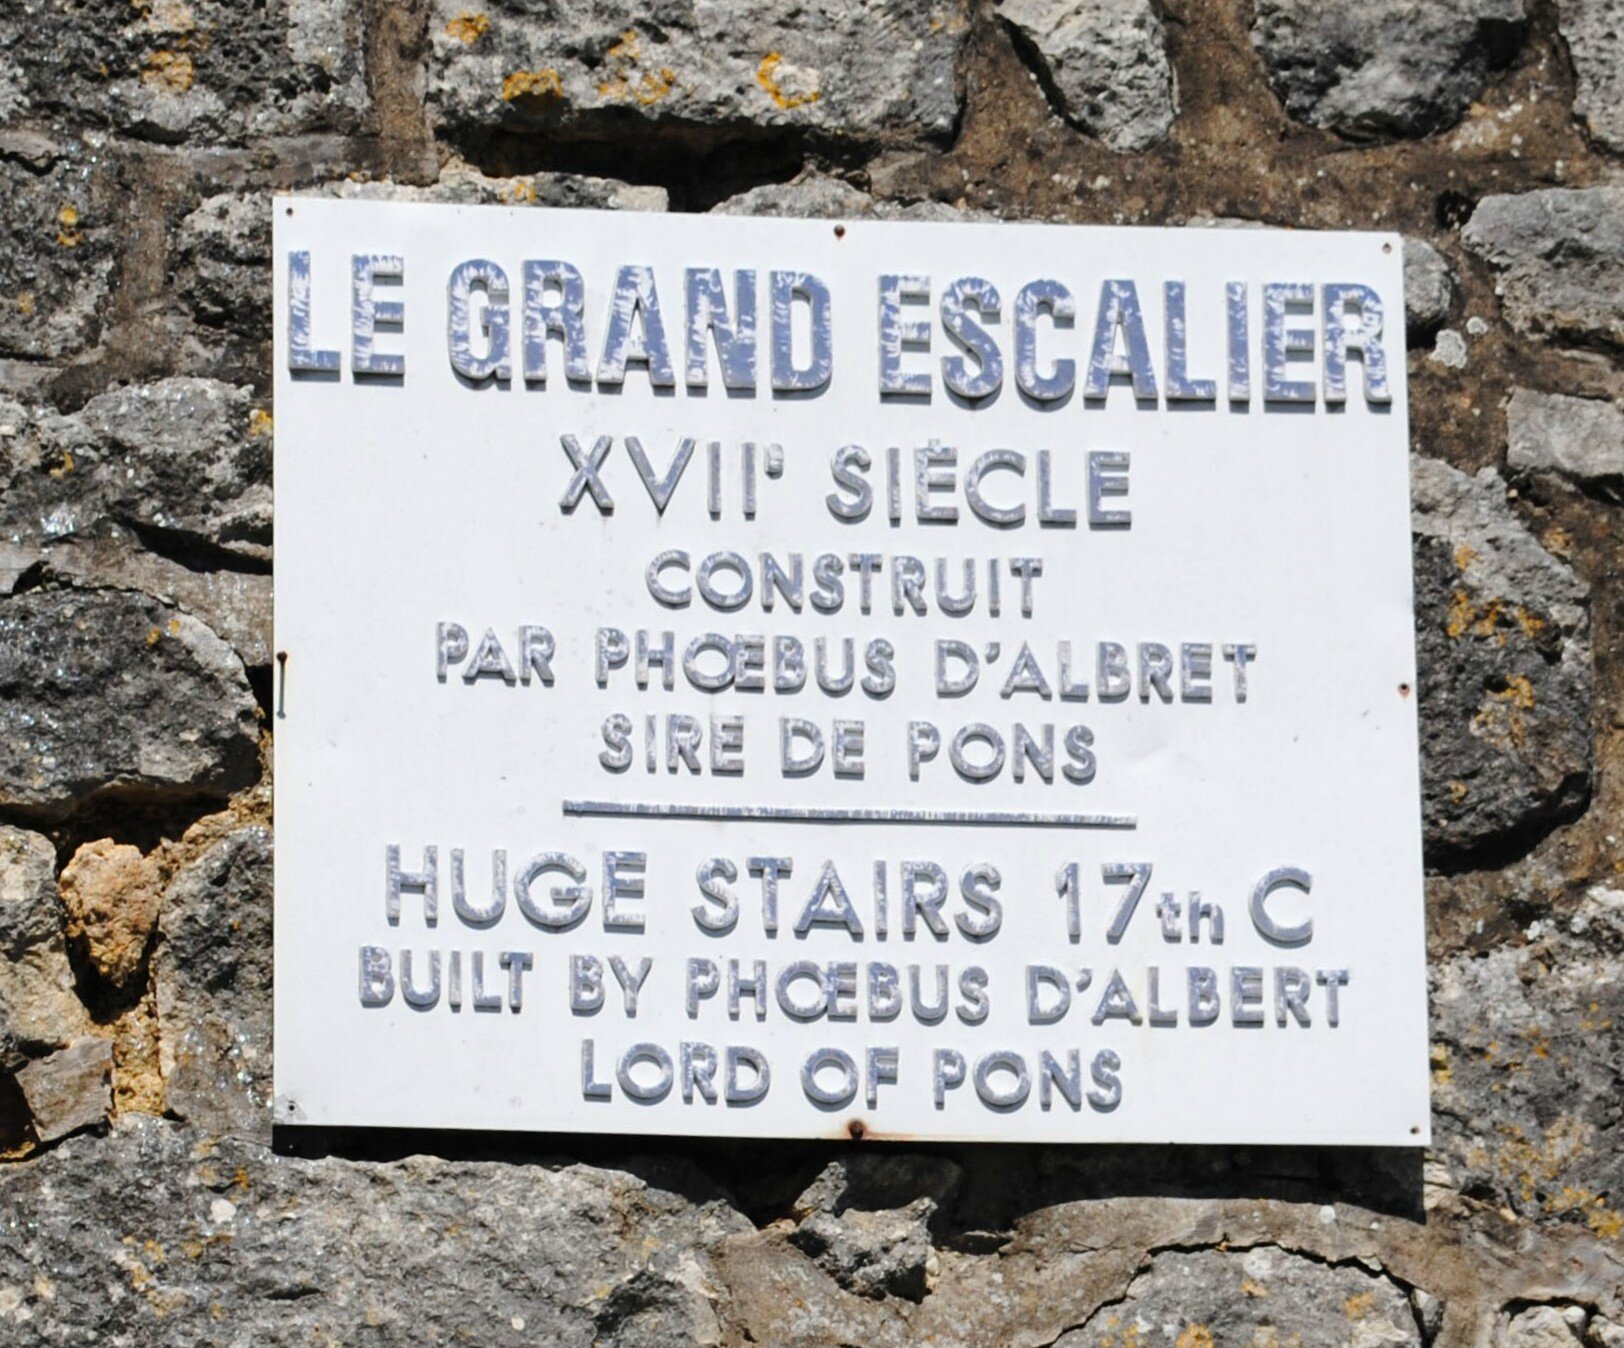 LE GRAND ESCALIER
XVIIe SIÈCLE
CONSTRUIT
PAR PHŒBUS D'ALBRET
SIRE DE PONS
HUGE STAIRS 17th C
BUILT BY PHŒBUS D'ALBERT
LORD OF PONS